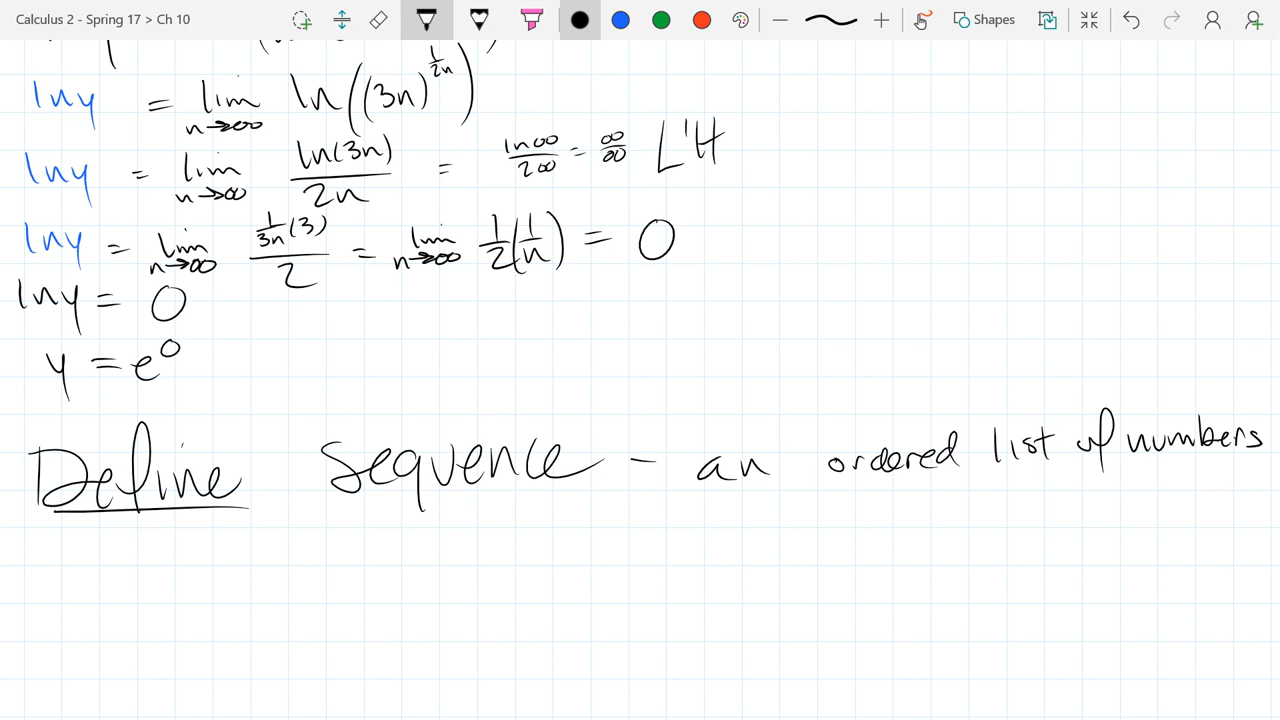 Calculus 2 - Spring 17 > Ch 10 Shapes
ln y = lim n→∞ ln((3n)^(1/2n))
ln y = lim n→∞ ln(3n)/2n = ln∞/2∞ = ∞/∞ L'H
ln y = lim n→∞ (1/3n (3))/2 = lim n→∞ 1/2(1/n) = 0
ln y = 0
y = e^0
Define Sequence - an ordered list of numbers